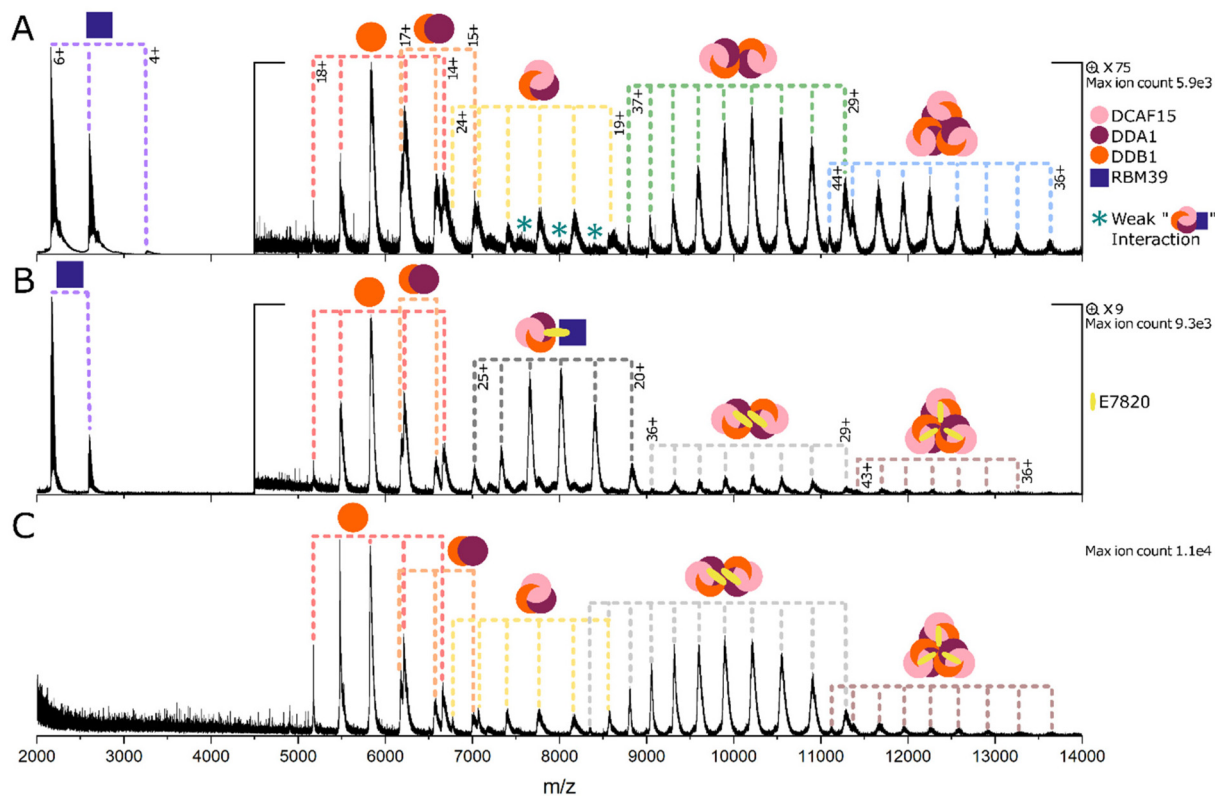 A
6+
4+
18+
17+
15+
14+
24+
19+
37+
29+
44+
36+
X 75
Max ion count 5.9e3
DCAF15
DDA1
DDB1
RBM39
* Weak " "
Interaction
* * *
B
25+
20+
36+
29+
43+
36+
X 9
Max ion count 9.3e3
E7820
C
Max ion count 1.1e4
2000 3000 4000 5000 6000 7000 8000 9000 10000 11000 12000 13000 14000
m/z